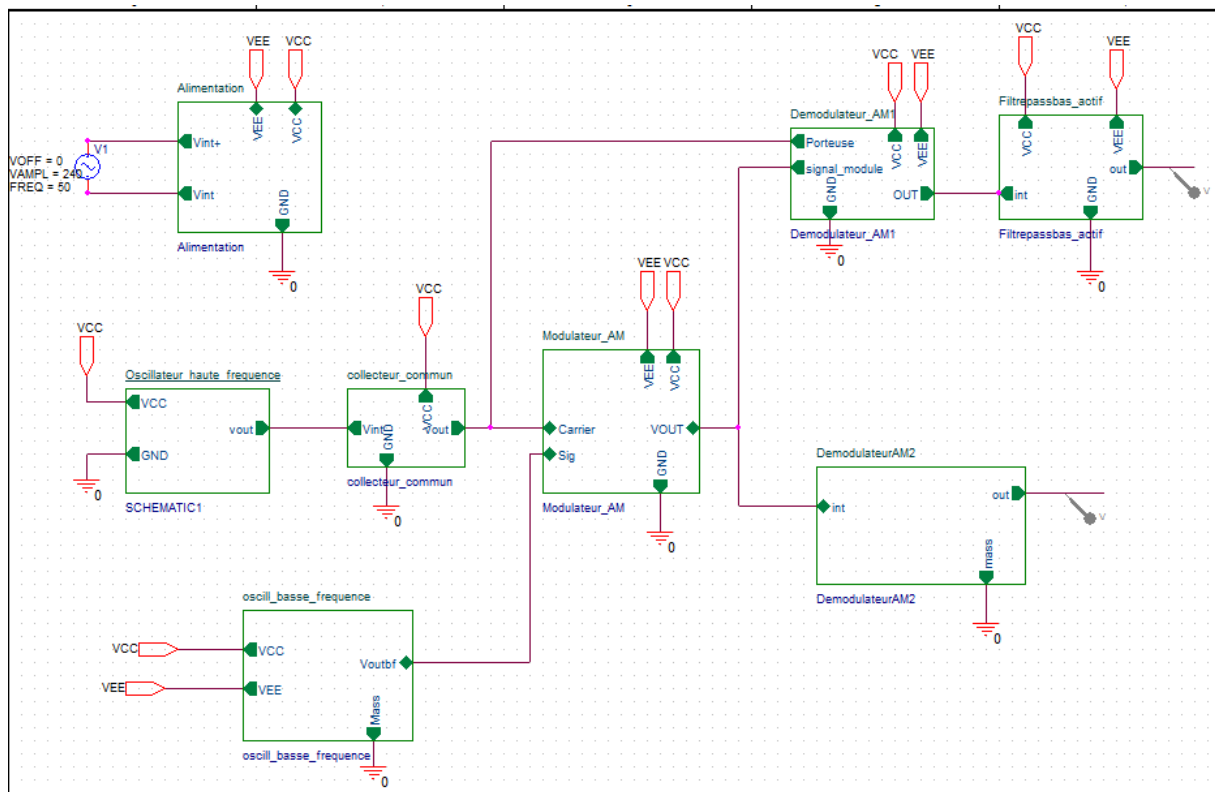 VEE
VCC
Alimentation
VEE
VCC
Vint+
V1
VOFF = 0
VAMPL = 240
FREQ = 50
Vint
GND
Alimentation
0
VCC
VEE
Demodulateur_AM1
Porteuse
VCC
VEE
signal_module
GND
OUT
Demodulateur_AM1
0
VCC
VEE
Filtrepassbas_actif
VCC
VEE
out
V
int
GND
Filtrepassbas_actif
0
VCC
Oscillateur_haute_frequence
VCC
vout
GND
0
SCHEMATIC1
VCC
collecteur_commun
VCC
Vint
GND
vout
collecteur_commun
0
VEE
VCC
Modulateur_AM
VEE
VCC
Carrier
VOUT
Sig
GND
Modulateur_AM
0
DemodulateurAM2
out
V
int
mass
DemodulateurAM2
0
oscill_basse_frequence
VCC
VCC
Voutbf
VEE
VEE
Mass
oscill_basse_frequence
0